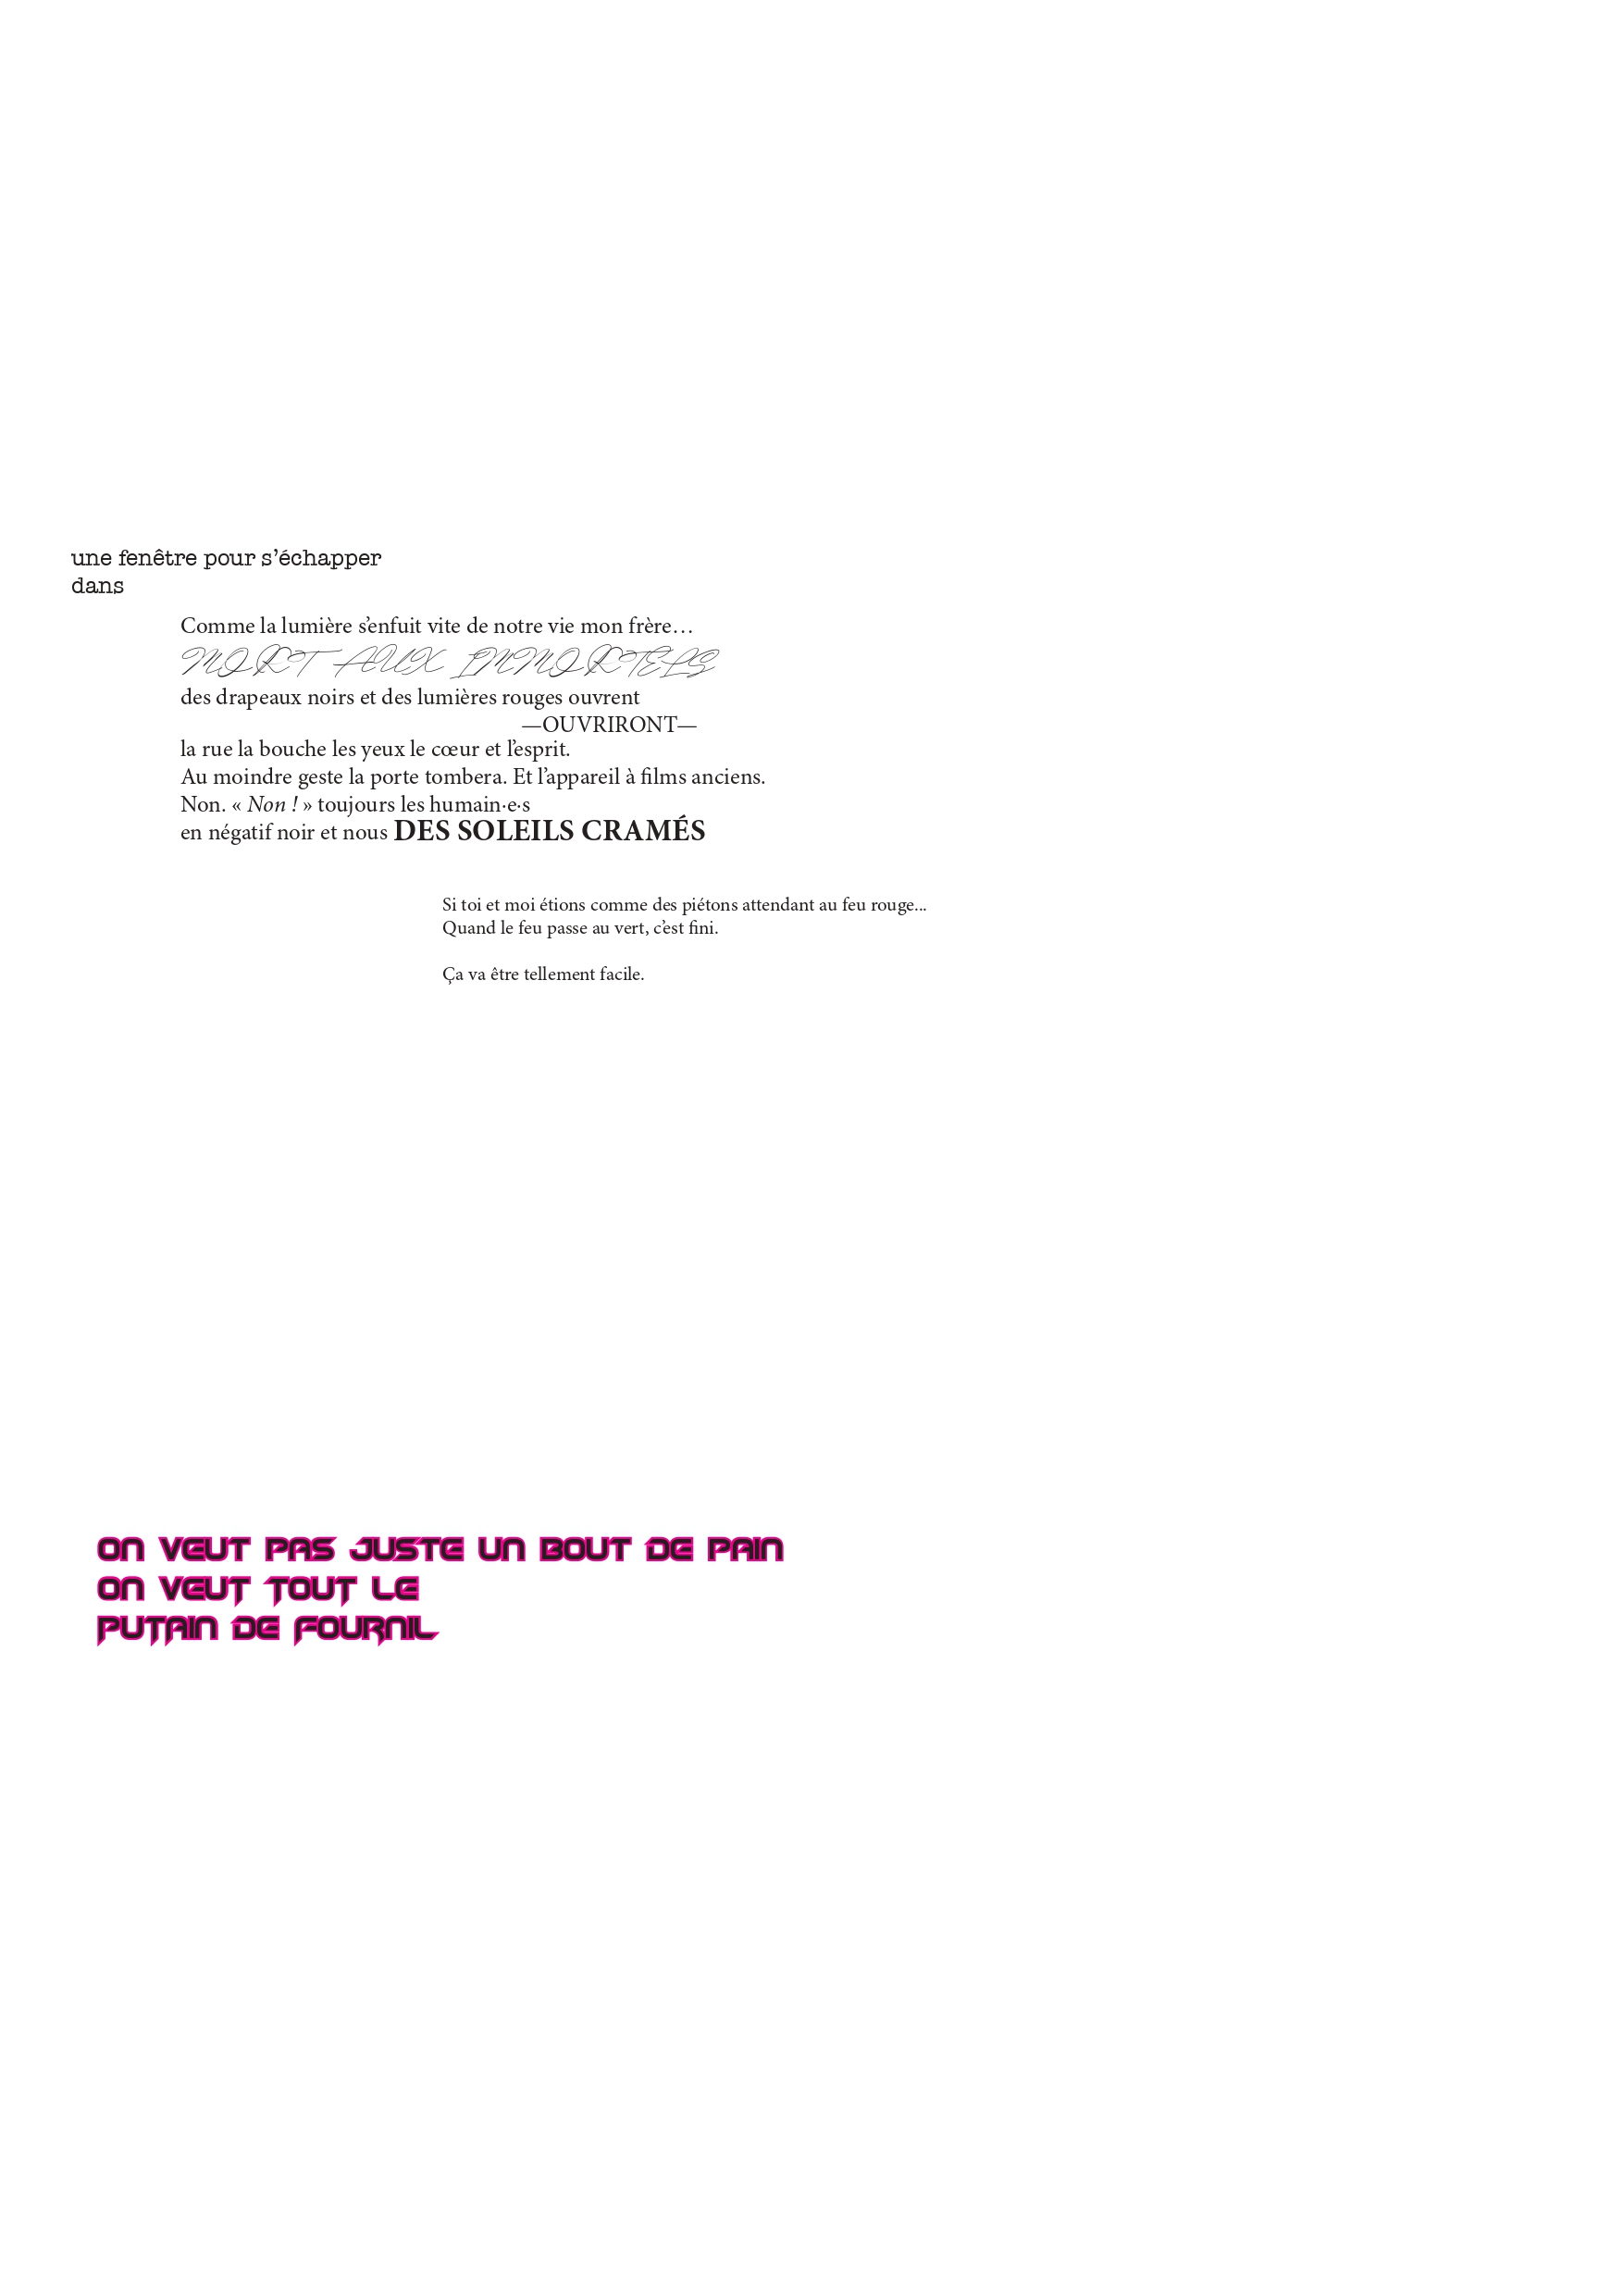 une fenêtre pour s’échapper
dans
Comme la lumière s’enfuit vite de notre vie mon frère…
MORT AUX IMMORTELS
des drapeaux noirs et des lumières rouges ouvrent
—OUVRIRONT—
la rue la bouche les yeux le cœur et l’esprit.
Au moindre geste la porte tombera. Et l’appareil à films anciens.
Non. « Non ! » toujours les humain·e·s
en négatif noir et nous DES SOLEILS CRAMÉS
Si toi et moi étions comme des piétons attendant au feu rouge...
Quand le feu passe au vert, c’est fini.
Ça va être tellement facile.
ON VEUT PAS JUSTE UN BOUT DE PAIN
ON VEUT TOUT LE
PUTAIN DE FOURNIL